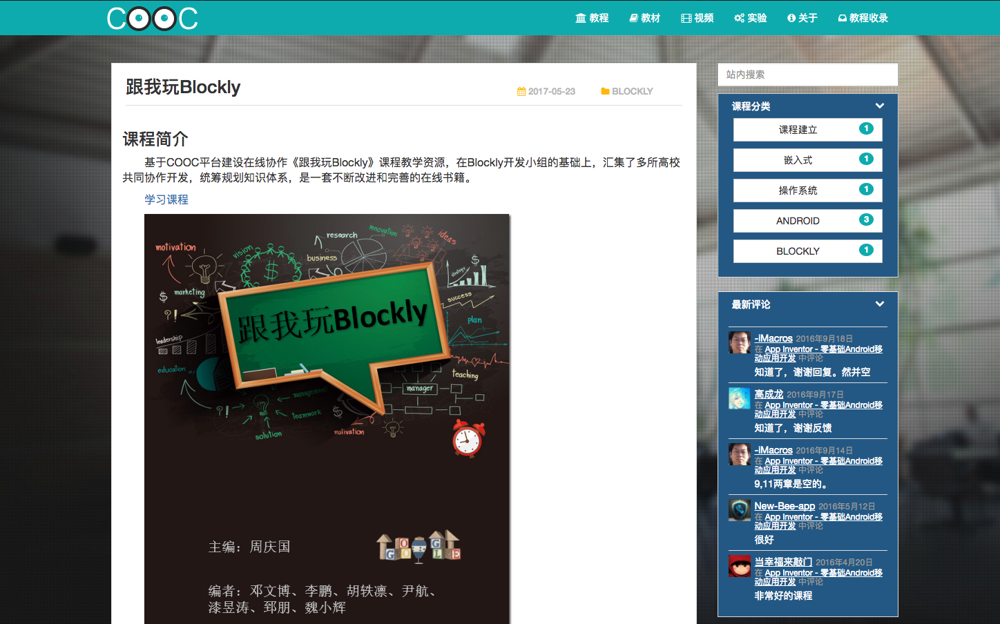 COOC
教程
教材
视频
实验
关于
教程收录
跟我玩Blockly
2017-05-23
BLOCKLY
课程简介
基于COOC平台建设在线协作《跟我玩Blockly》课程教学资源，在Blockly开发小组的基础上，汇集了多所高校
共同协作开发，统筹规划知识体系，是一套不断改进和完善的在线书籍。
学习课程
motivation
vision
research
innovation
ideas
business
$
strategy
$
marketing
$
?!
success
跟我玩Blockly
plan
leadership
education
teaching
manager
management
?!
teamwork
$
solution
motivation
GOOGLE
主编：周庆国
编者：邓文博、李鹏、胡轶凛、尹航、
漆昱涛、郅朋、魏小辉
站内搜索
课程分类
课程建立 1
嵌入式 1
操作系统 1
ANDROID 3
BLOCKLY 1
最新评论
-iMacros 2016年9月18日
在 App Inventor - 零基础Android移
动应用开发 中评论
知道了，谢谢回复。然并空
高成龙 2016年9月17日
在 App Inventor - 零基础Android移
动应用开发 中评论
知道了，谢谢反馈
-iMacros 2016年9月14日
在 App Inventor - 零基础Android移
动应用开发 中评论
9,11两章是空的。
New-Bee-app 2016年5月12日
在 App Inventor - 零基础Android移
动应用开发 中评论
很好
当幸福来敲门 2016年4月20日
在 App Inventor - 零基础Android移
动应用开发 中评论
非常好的课程